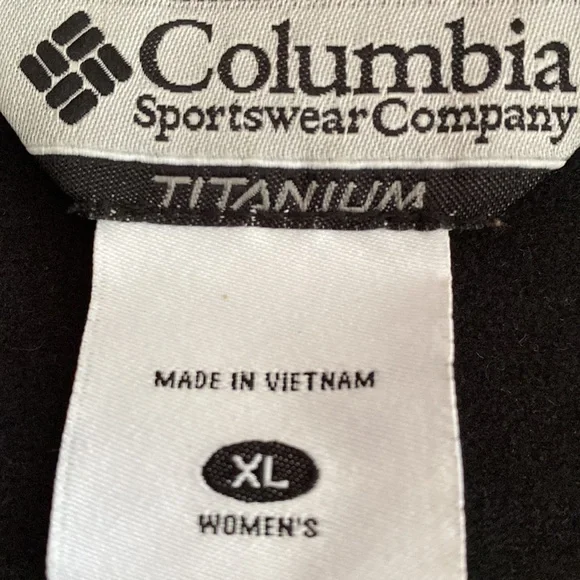 Columbia
Sportswear Company
TITANIUM
MADE IN VIETNAM
XL
WOMEN'S